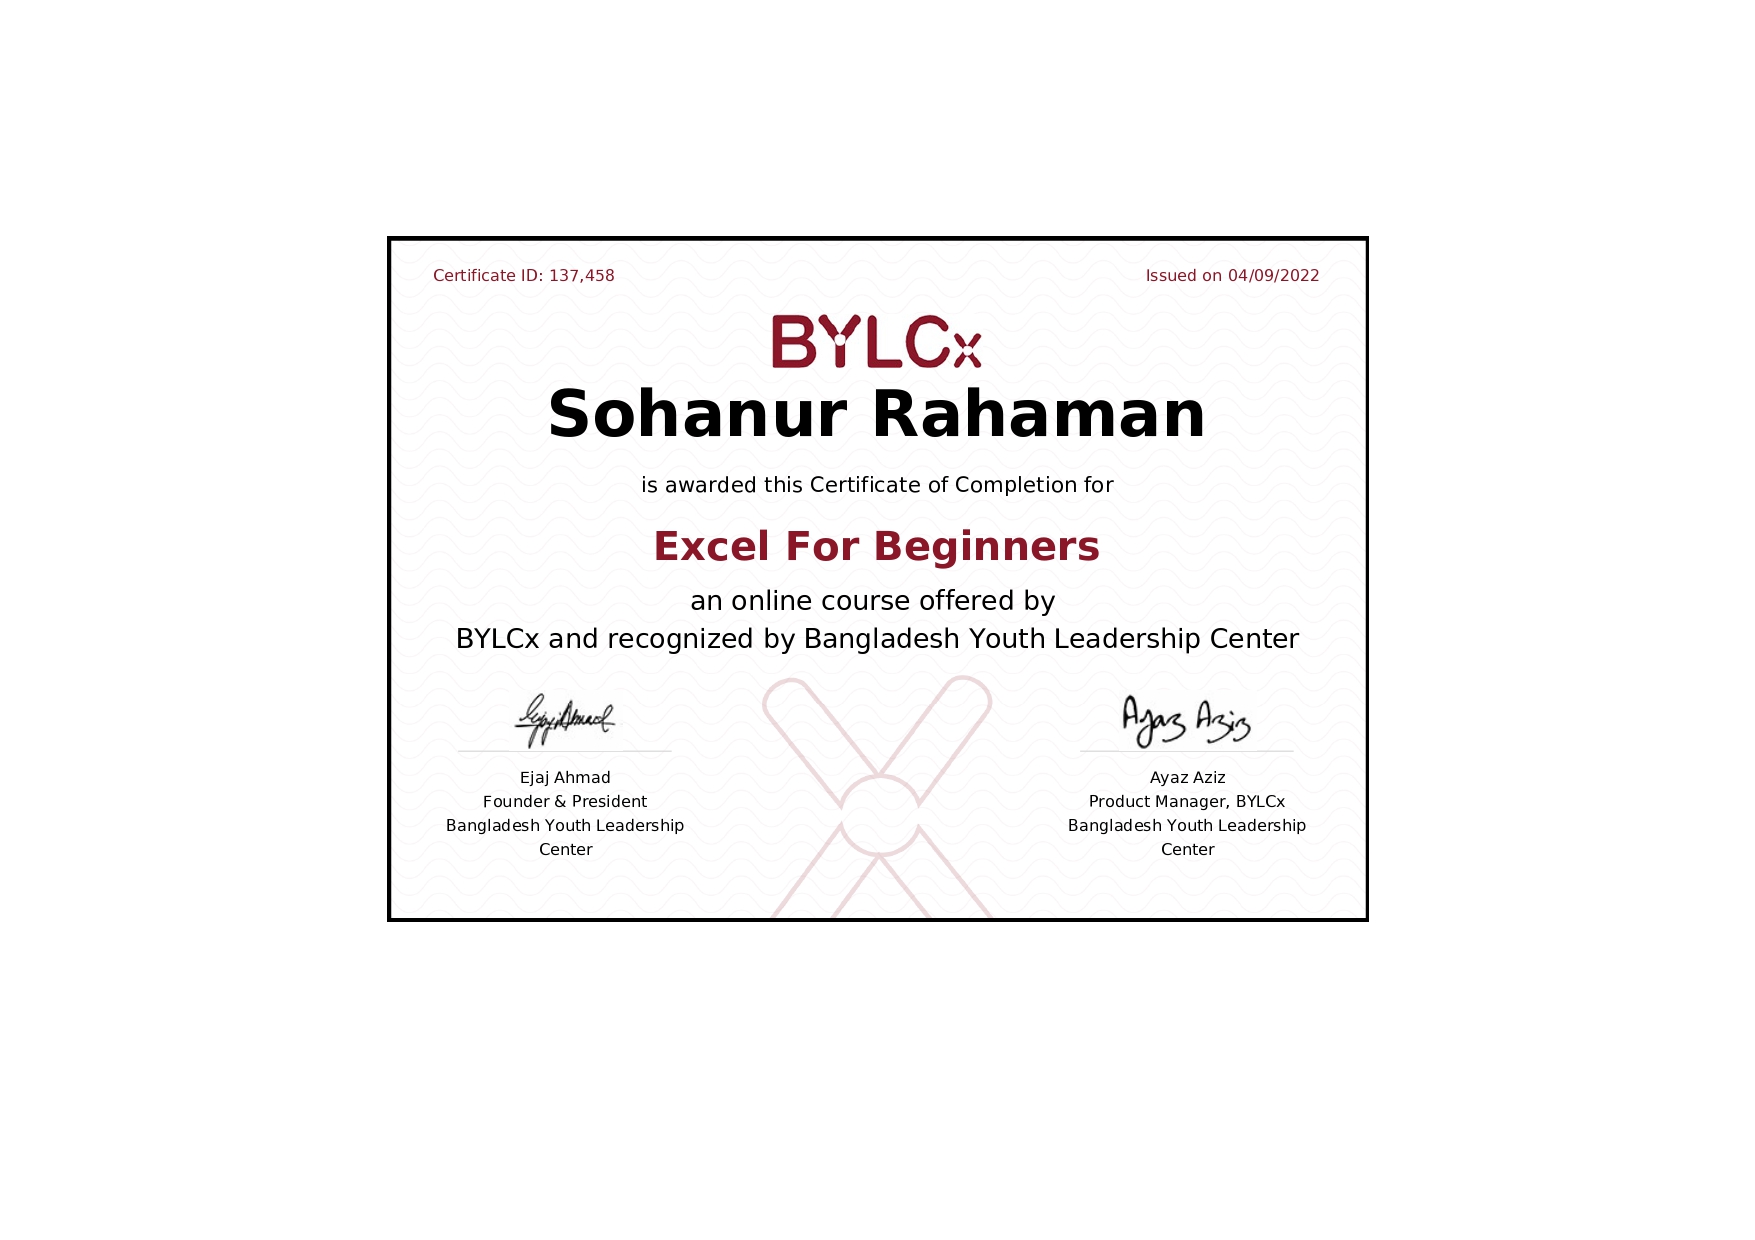 Certificate ID: 137,458
Issued on 04/09/2022
BYLCx
Sohanur Rahaman
is awarded this Certificate of Completion for
Excel For Beginners
an online course offered by
BYLCx and recognized by Bangladesh Youth Leadership Center
Ejaj Ahmad
Ayaz Aziz
Ejaj Ahmad
Founder & President
Bangladesh Youth Leadership
Center
Ayaz Aziz
Product Manager, BYLCx
Bangladesh Youth Leadership
Center